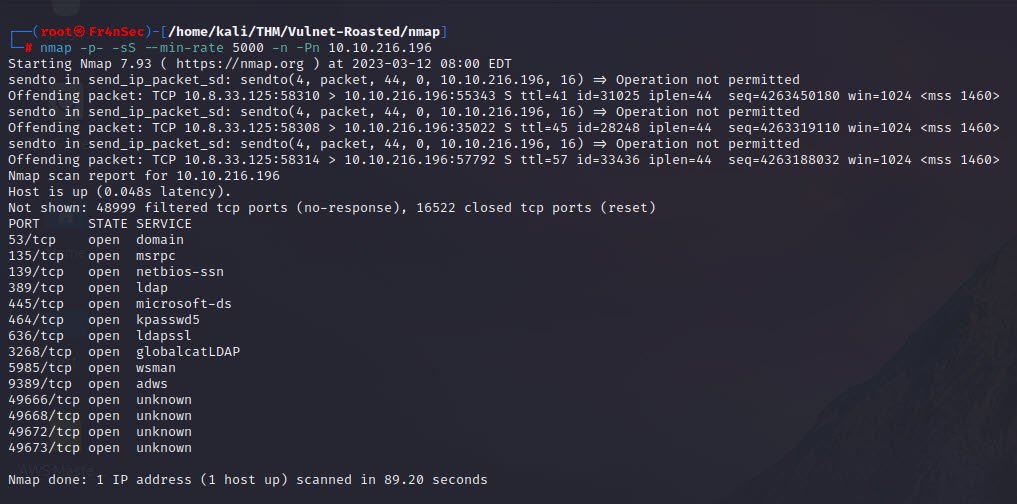 ┌──(root㉿Fr4nSec)-[/home/kali/THM/Vulnet-Roasted/nmap]
└─# nmap -p- -sS --min-rate 5000 -n -Pn 10.10.216.196
Starting Nmap 7.93 ( https://nmap.org ) at 2023-03-12 08:00 EDT
sendto in send_ip_packet_sd: sendto(4, packet, 44, 0, 10.10.216.196, 16) => Operation not permitted
Offending packet: TCP 10.8.33.125:58310 > 10.10.216.196:55343 S ttl=41 id=31025 iplen=44  seq=4263450180 win=1024 <mss 1460>
sendto in send_ip_packet_sd: sendto(4, packet, 44, 0, 10.10.216.196, 16) => Operation not permitted
Offending packet: TCP 10.8.33.125:58308 > 10.10.216.196:35022 S ttl=45 id=28248 iplen=44  seq=4263319110 win=1024 <mss 1460>
sendto in send_ip_packet_sd: sendto(4, packet, 44, 0, 10.10.216.196, 16) => Operation not permitted
Offending packet: TCP 10.8.33.125:58314 > 10.10.216.196:57792 S ttl=57 id=33436 iplen=44  seq=4263188032 win=1024 <mss 1460>
Nmap scan report for 10.10.216.196
Host is up (0.048s latency).
Not shown: 48999 filtered tcp ports (no-response), 16522 closed tcp ports (reset)
PORT      STATE SERVICE
53/tcp    open  domain
135/tcp   open  msrpc
139/tcp   open  netbios-ssn
389/tcp   open  ldap
445/tcp   open  microsoft-ds
464/tcp   open  kpasswd5
636/tcp   open  ldapssl
3268/tcp  open  globalcatLDAP
5985/tcp  open  wsman
9389/tcp  open  adws
49666/tcp open  unknown
49668/tcp open  unknown
49672/tcp open  unknown
49673/tcp open  unknown
Nmap done: 1 IP address (1 host up) scanned in 89.20 seconds